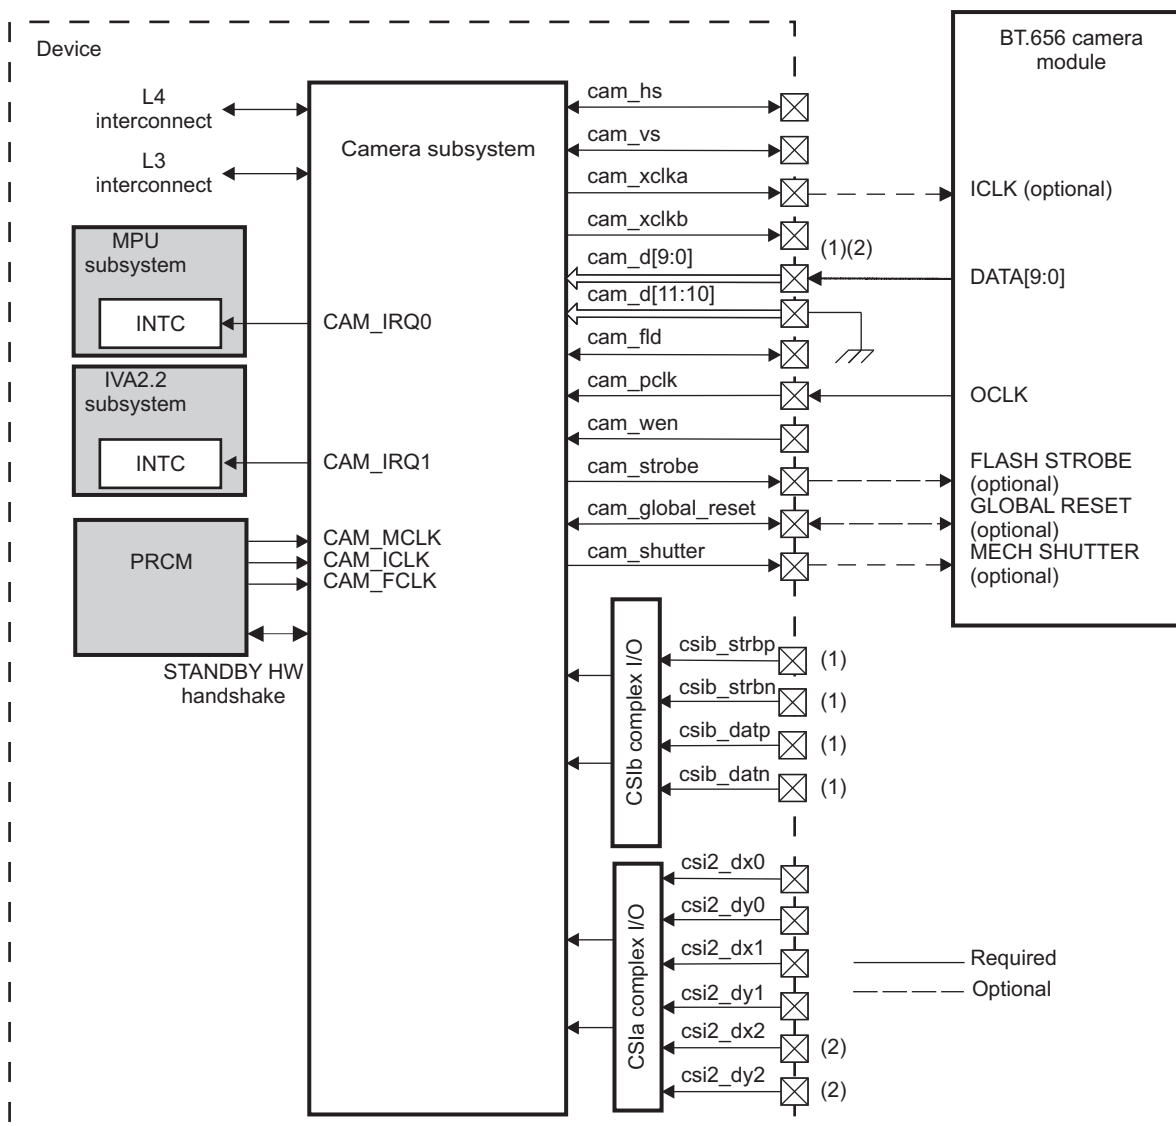 Device
L4
interconnect
L3
interconnect
MPU
subsystem
INTC
IVA2.2
subsystem
INTC
PRCM
STANDBY HW
handshake
Camera subsystem
CAM_IRQ0
CAM_IRQ1
CAM_MCLK
CAM_ICLK
CAM_FCLK
cam_hs
cam_vs
cam_xclka
cam_xclkb
cam_d[9:0]
cam_d[11:10]
cam_fld
cam_pclk
cam_wen
cam_strobe
cam_global_reset
cam_shutter
(1)(2)
BT.656 camera
module
ICLK (optional)
DATA[9:0]
OCLK
FLASH STROBE
(optional)
GLOBAL RESET
(optional)
MECH SHUTTER
(optional)
CSIb complex I/O
csib_strbp (1)
csib_strbn (1)
csib_datp (1)
csib_datn (1)
CSIa complex I/O
csi2_dx0
csi2_dy0
csi2_dx1
csi2_dy1
csi2_dx2 (2)
csi2_dy2 (2)
Required
Optional